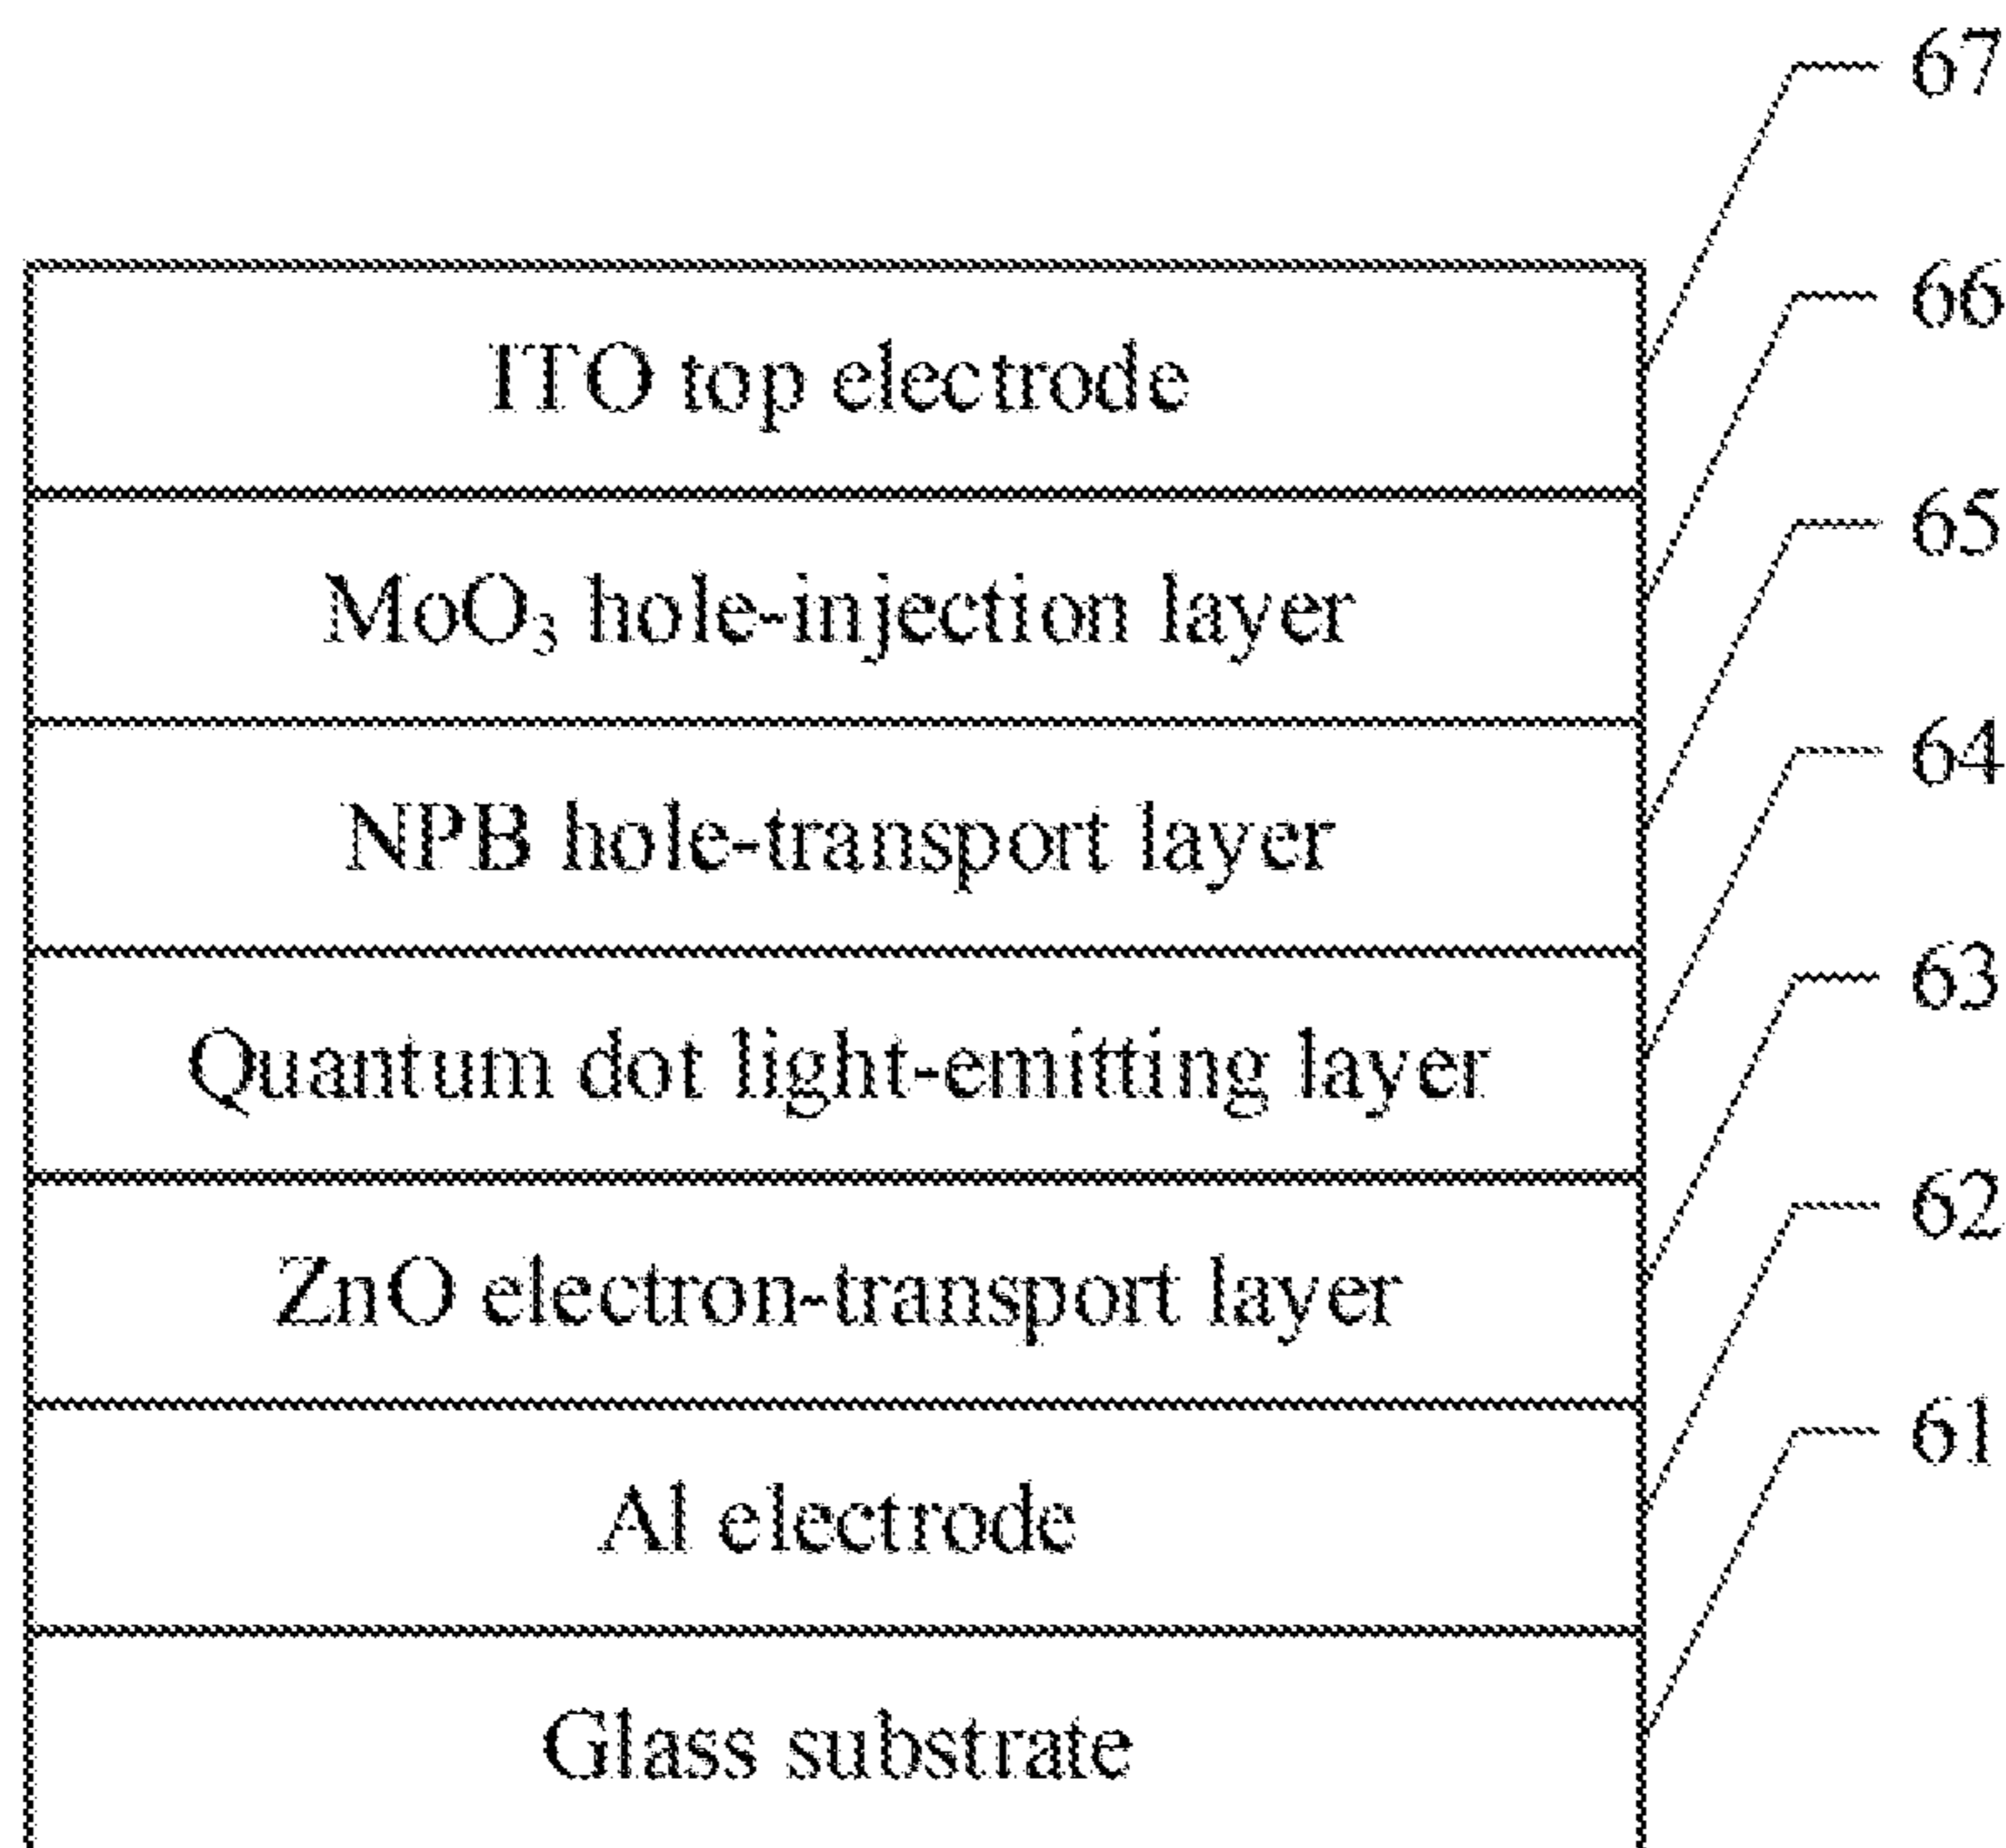 67
ITO top electrode
66
MoO₃ hole-injection layer
65
NPB hole-transport layer
64
Quantum dot light-emitting layer
63
ZnO electron-transport layer
62
Al electrode
61
Glass substrate